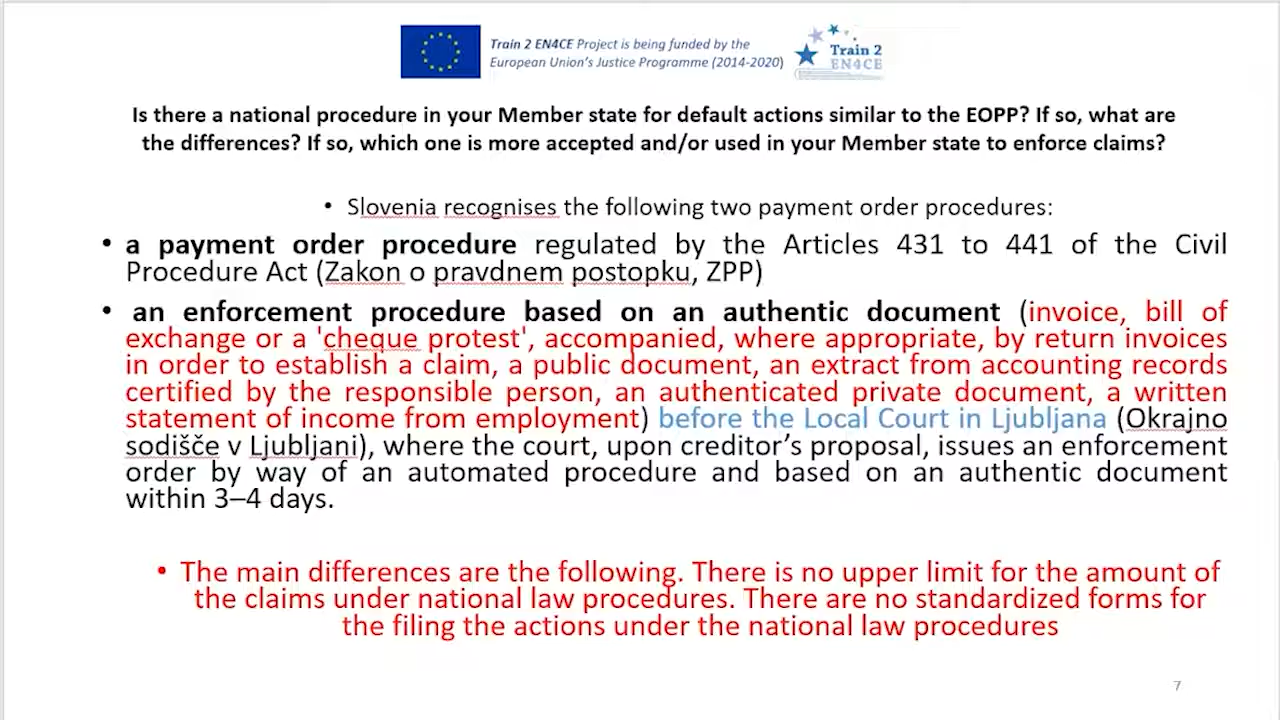 Train 2 EN4CE Project is being funded by the
European Union's Justice Programme (2014-2020)
Train 2
EN4CE
Is there a national procedure in your Member state for default actions similar to the EOPP? If so, what are
the differences? If so, which one is more accepted and/or used in your Member state to enforce claims?
• Slovenia recognises the following two payment order procedures:
• a payment order procedure regulated by the Articles 431 to 441 of the Civil
Procedure Act (Zakon o pravdnem postopku, ZPP)
• an enforcement procedure based on an authentic document (invoice, bill of
exchange or a 'cheque protest', accompanied, where appropriate, by return invoices
in order to establish a claim, a public document, an extract from accounting records
certified by the responsible person, an authenticated private document, a written
statement of income from employment) before the Local Court in Ljubljana (Okrajno
sodišče v Ljubljani), where the court, upon creditor's proposal, issues an enforcement
order by way of an automated procedure and based on an authentic document
within 3–4 days.
• The main differences are the following. There is no upper limit for the amount of
the claims under national law procedures. There are no standardized forms for
the filing the actions under the national law procedures
7